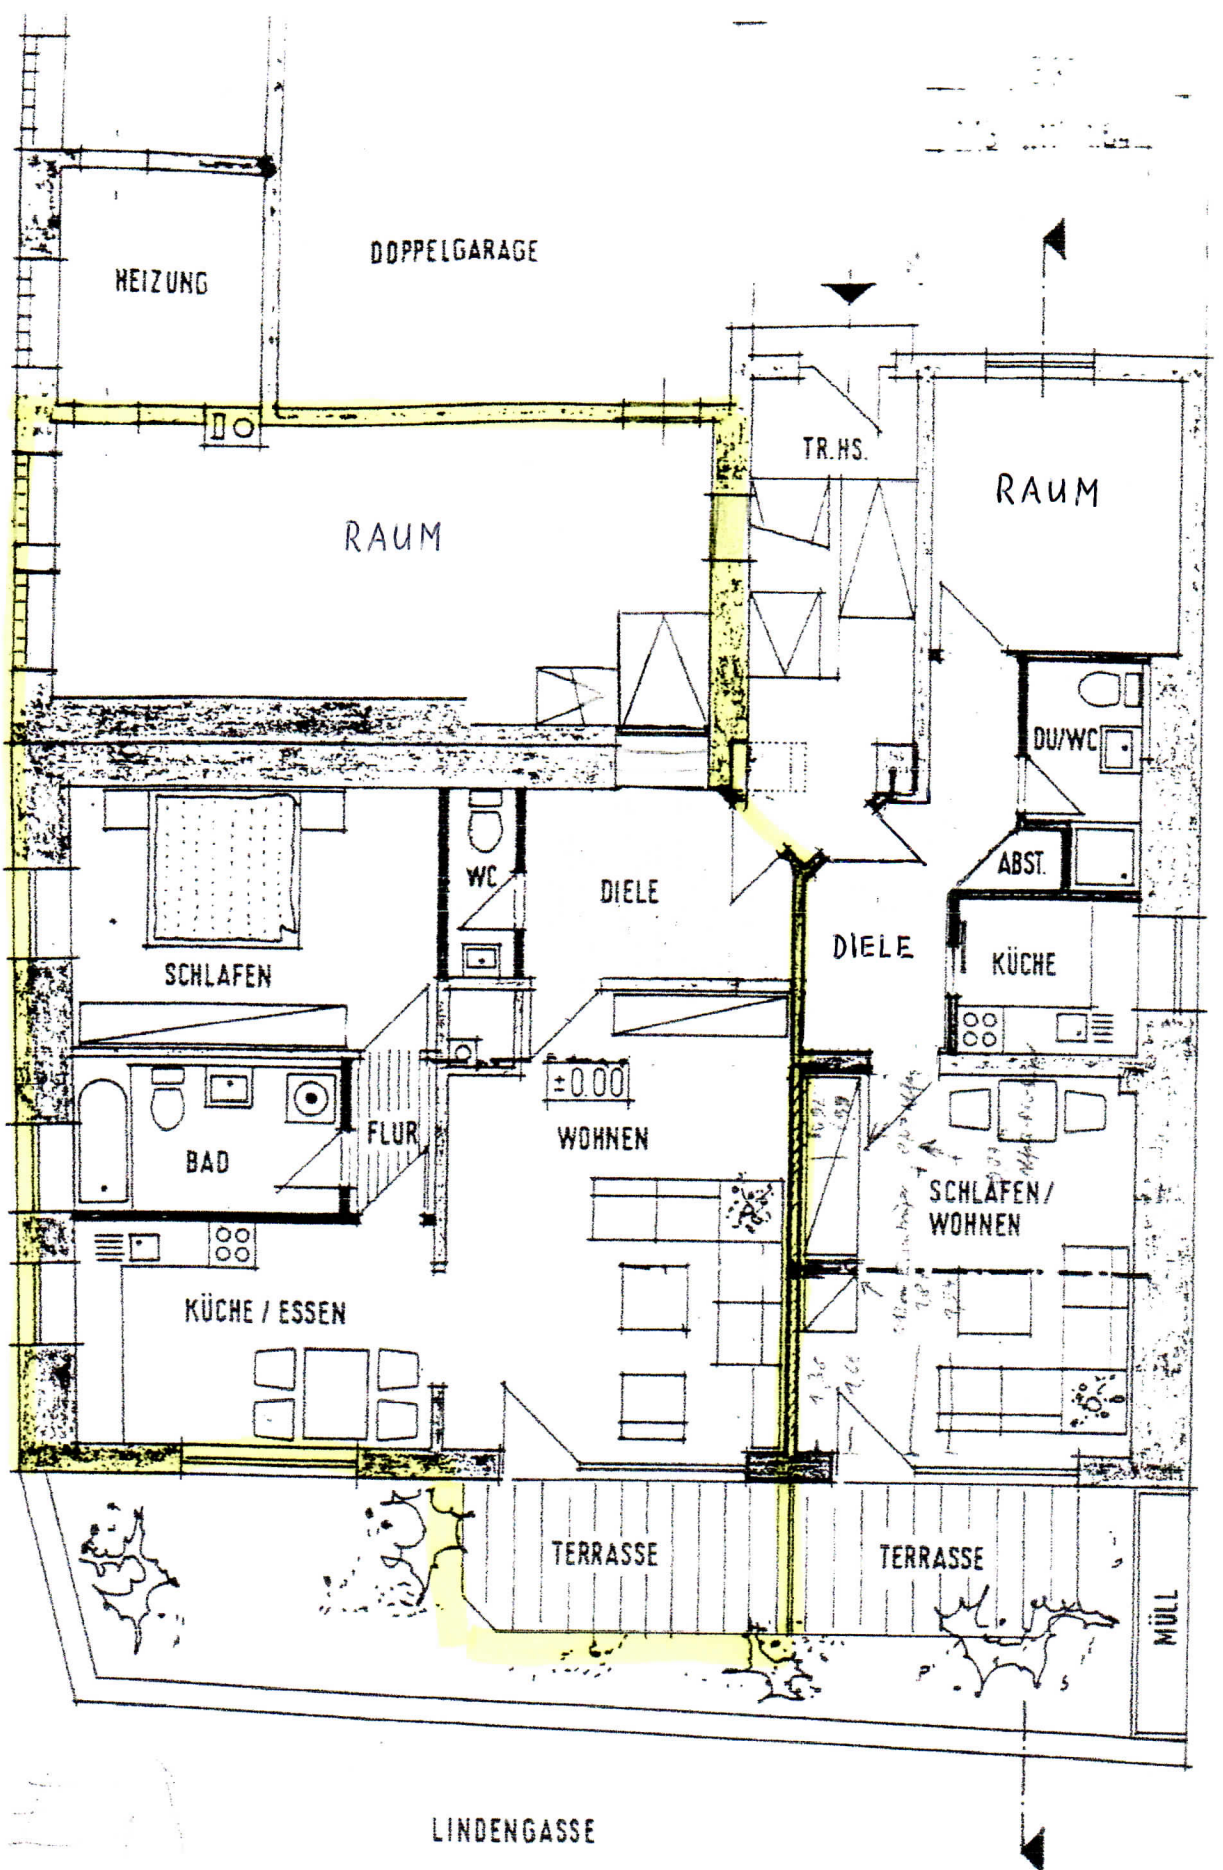 DOPPELGARAGE
HEIZUNG
TR.HS.
RAUM
RAUM
DU/WC
WC
ABST.
DIELE
DIELE
KÜCHE
SCHLAFEN
±0.00
FLUR
WOHNEN
BAD
SCHLAFEN/
WOHNEN
KÜCHE / ESSEN
TERRASSE
TERRASSE
MÜLL
LINDENGASSE